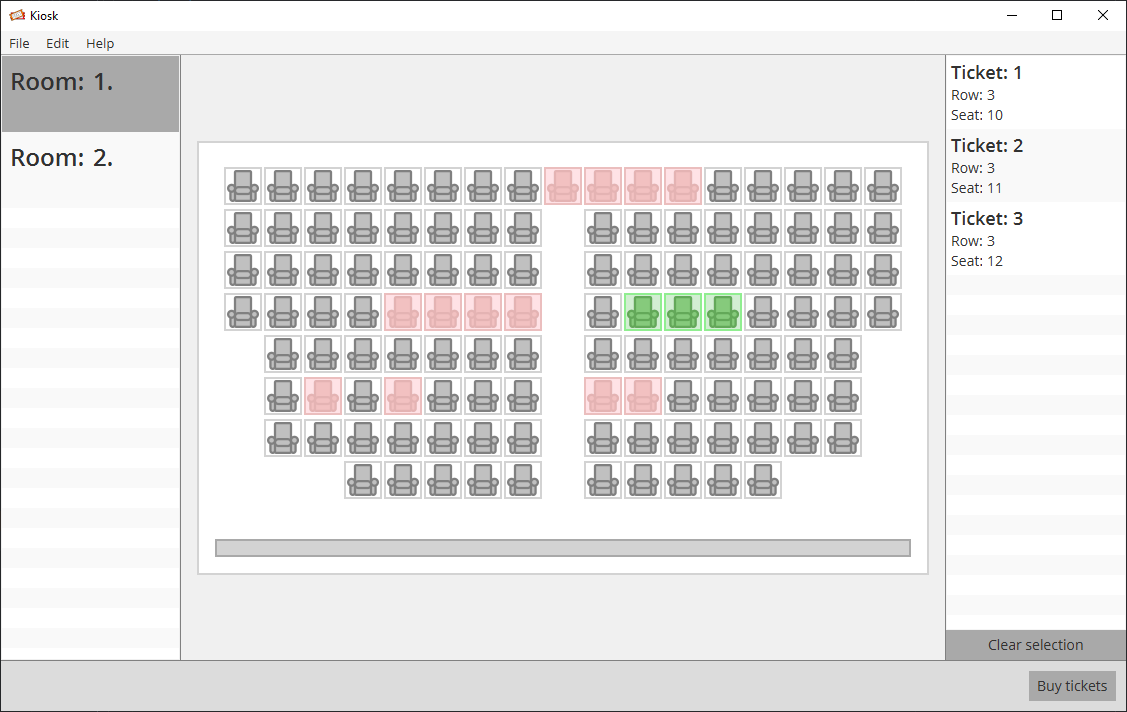 Kiosk
File Edit Help
Room: 1.
Room: 2.
Ticket: 1
Row: 3
Seat: 10
Ticket: 2
Row: 3
Seat: 11
Ticket: 3
Row: 3
Seat: 12
Clear selection
Buy tickets